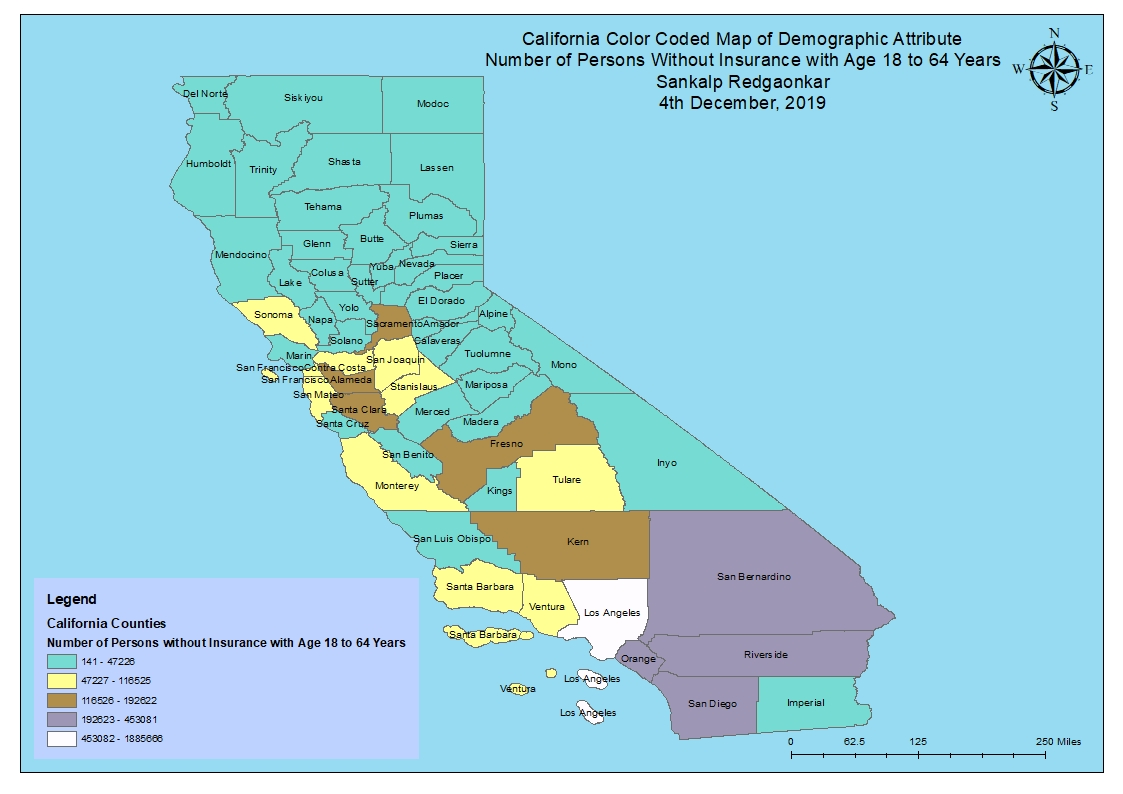 California Color Coded Map of Demographic Attribute
Number of Persons Without Insurance with Age 18 to 64 Years
Sankalp Redgaonkar
4th December, 2019
N
W E
S
Del Norte
Siskiyou
Modoc
Humboldt
Trinity
Shasta
Lassen
Tehama
Plumas
Mendocino
Glenn
Butte
Sierra
Lake
Colusa
Sutter
Yuba
Nevada
Placer
Sonoma
Napa
Yolo
El Dorado
Sacramento
Amador
Alpine
Solano
Calaveras
Marin
San Francisco
Contra Costa
San Joaquin
Tuolumne
Mono
San Francisco
Alameda
Stanislaus
Mariposa
San Mateo
Santa Clara
Merced
Madera
Santa Cruz
Fresno
San Benito
Inyo
Monterey
Kings
Tulare
San Luis Obispo
Kern
San Bernardino
Santa Barbara
Ventura
Los Angeles
Santa Barbara
Orange
Riverside
Ventura
Los Angeles
San Diego
Imperial
Los Angeles
Legend
California Counties
Number of Persons without Insurance with Age 18 to 64 Years
141 - 47226
47227 - 116525
116526 - 192622
192623 - 453081
453082 - 1885666
0 62.5 125 250 Miles